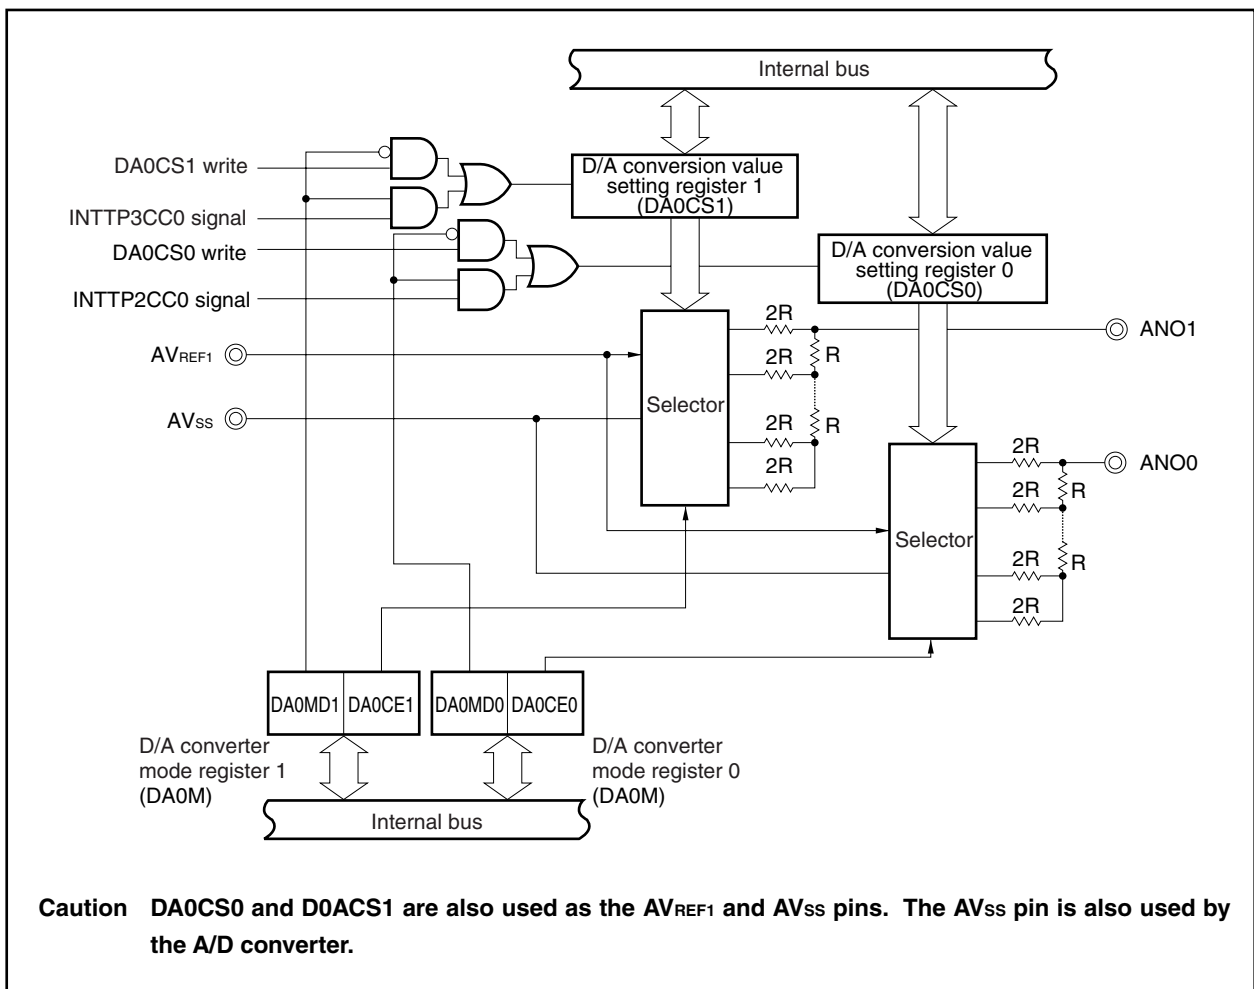 Internal bus
DA0CS1 write
INTTP3CC0 signal
DA0CS0 write
INTTP2CC0 signal
D/A conversion value
setting register 1
(DA0CS1)
D/A conversion value
setting register 0
(DA0CS0)
AVREF1
AVSS
Selector
2R
R
2R
2R
R
2R
ANO1
Selector
2R
R
2R
2R
R
2R
ANO0
DA0MD1 DA0CE1
DA0MD0 DA0CE0
D/A converter
mode register 1
(DA0M)
D/A converter
mode register 0
(DA0M)
Internal bus
Caution DA0CS0 and D0ACS1 are also used as the AVREF1 and AVSS pins. The AVSS pin is also used by
the A/D converter.